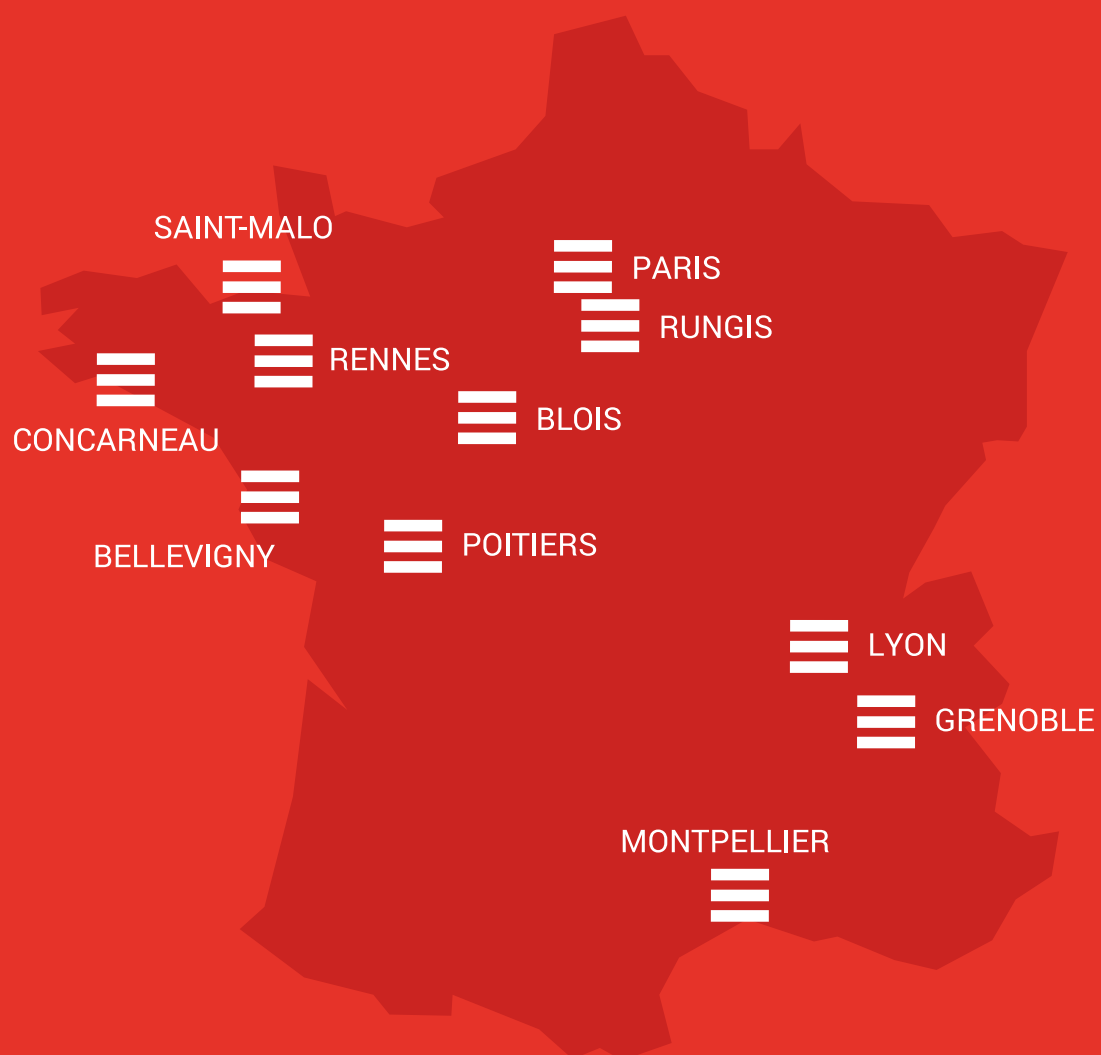 SAINT-MALO
PARIS
RUNGIS
RENNES
BLOIS
CONCARNEAU
POITIERS
BELLEVIGNY
LYON
GRENOBLE
MONTPELLIER